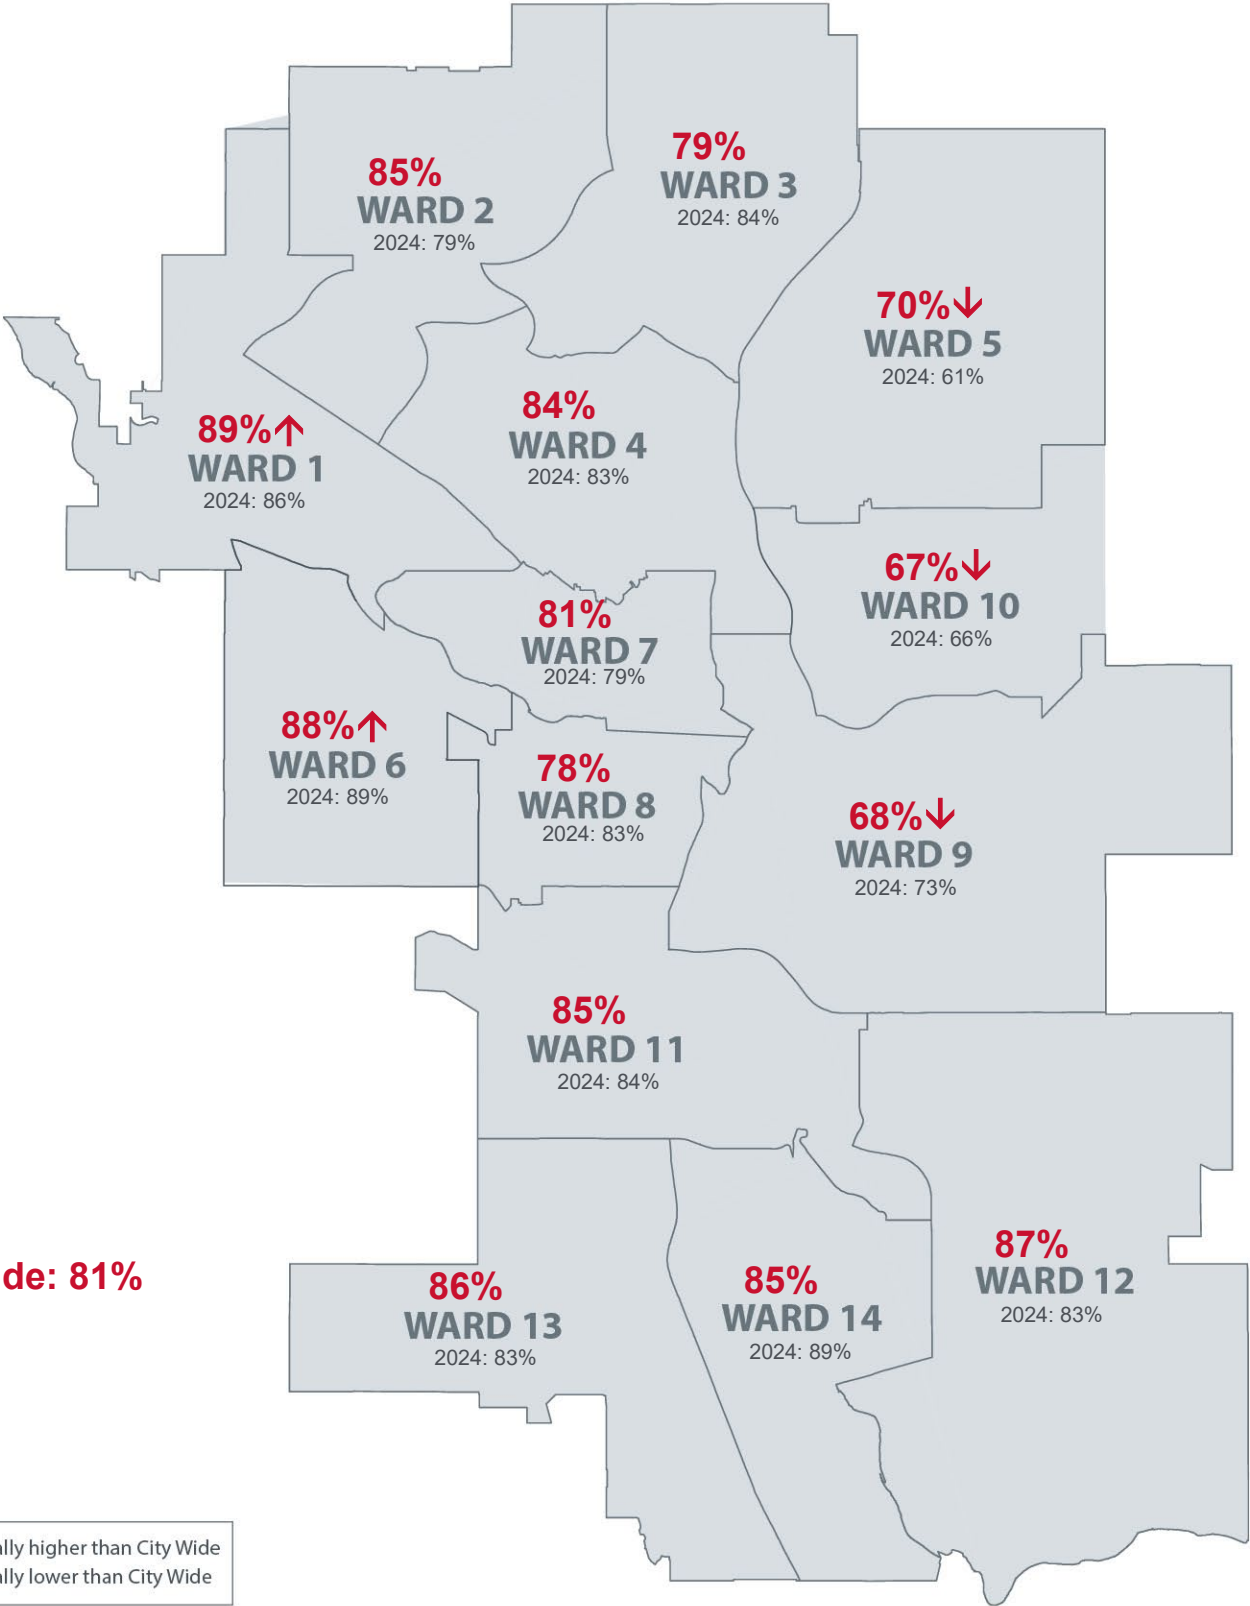 79%
WARD 3
2024: 84%
85%
WARD 2
2024: 79%
70%↓
WARD 5
2024: 61%
84%
WARD 4
2024: 83%
89%↑
WARD 1
2024: 86%
67%↓
WARD 10
2024: 66%
81%
WARD 7
2024: 79%
88%↑
WARD 6
2024: 89%
78%
WARD 8
2024: 83%
68%↓
WARD 9
2024: 73%
85%
WARD 11
2024: 84%
87%
WARD 12
2024: 83%
de: 81%
86%
WARD 13
2024: 83%
85%
WARD 14
2024: 89%
ally higher than City Wide
ally lower than City Wide